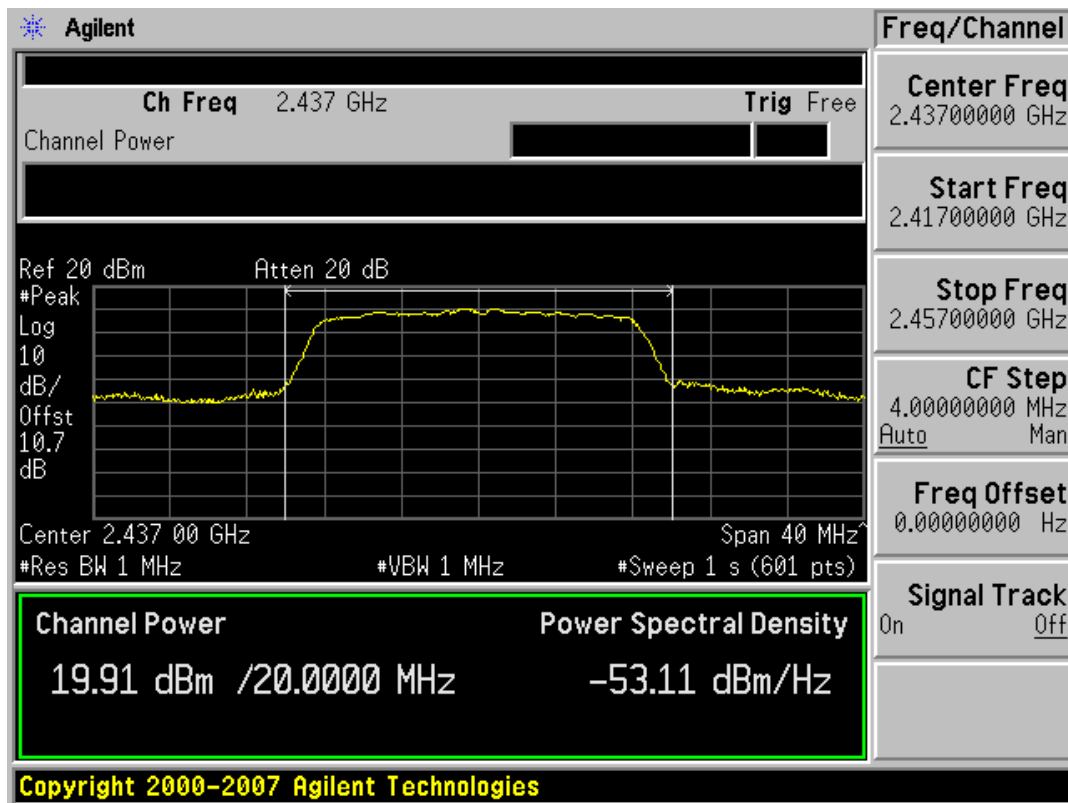 Agilent
Freq/Channel
Ch Freq 2.437 GHz Trig Free
Channel Power
Ref 20 dBm Atten 20 dB
#Peak
Log
10
dB/
Offst
10.7
dB
Center 2.437 00 GHz Span 40 MHz^
#Res BW 1 MHz #VBW 1 MHz #Sweep 1 s (601 pts)
Channel Power Power Spectral Density
19.91 dBm /20.0000 MHz -53.11 dBm/Hz
Copyright 2000-2007 Agilent Technologies
Center Freq
2.43700000 GHz
Start Freq
2.41700000 GHz
Stop Freq
2.45700000 GHz
CF Step
4.00000000 MHz
Auto Man
Freq Offset
0.00000000 Hz
Signal Track
On Off